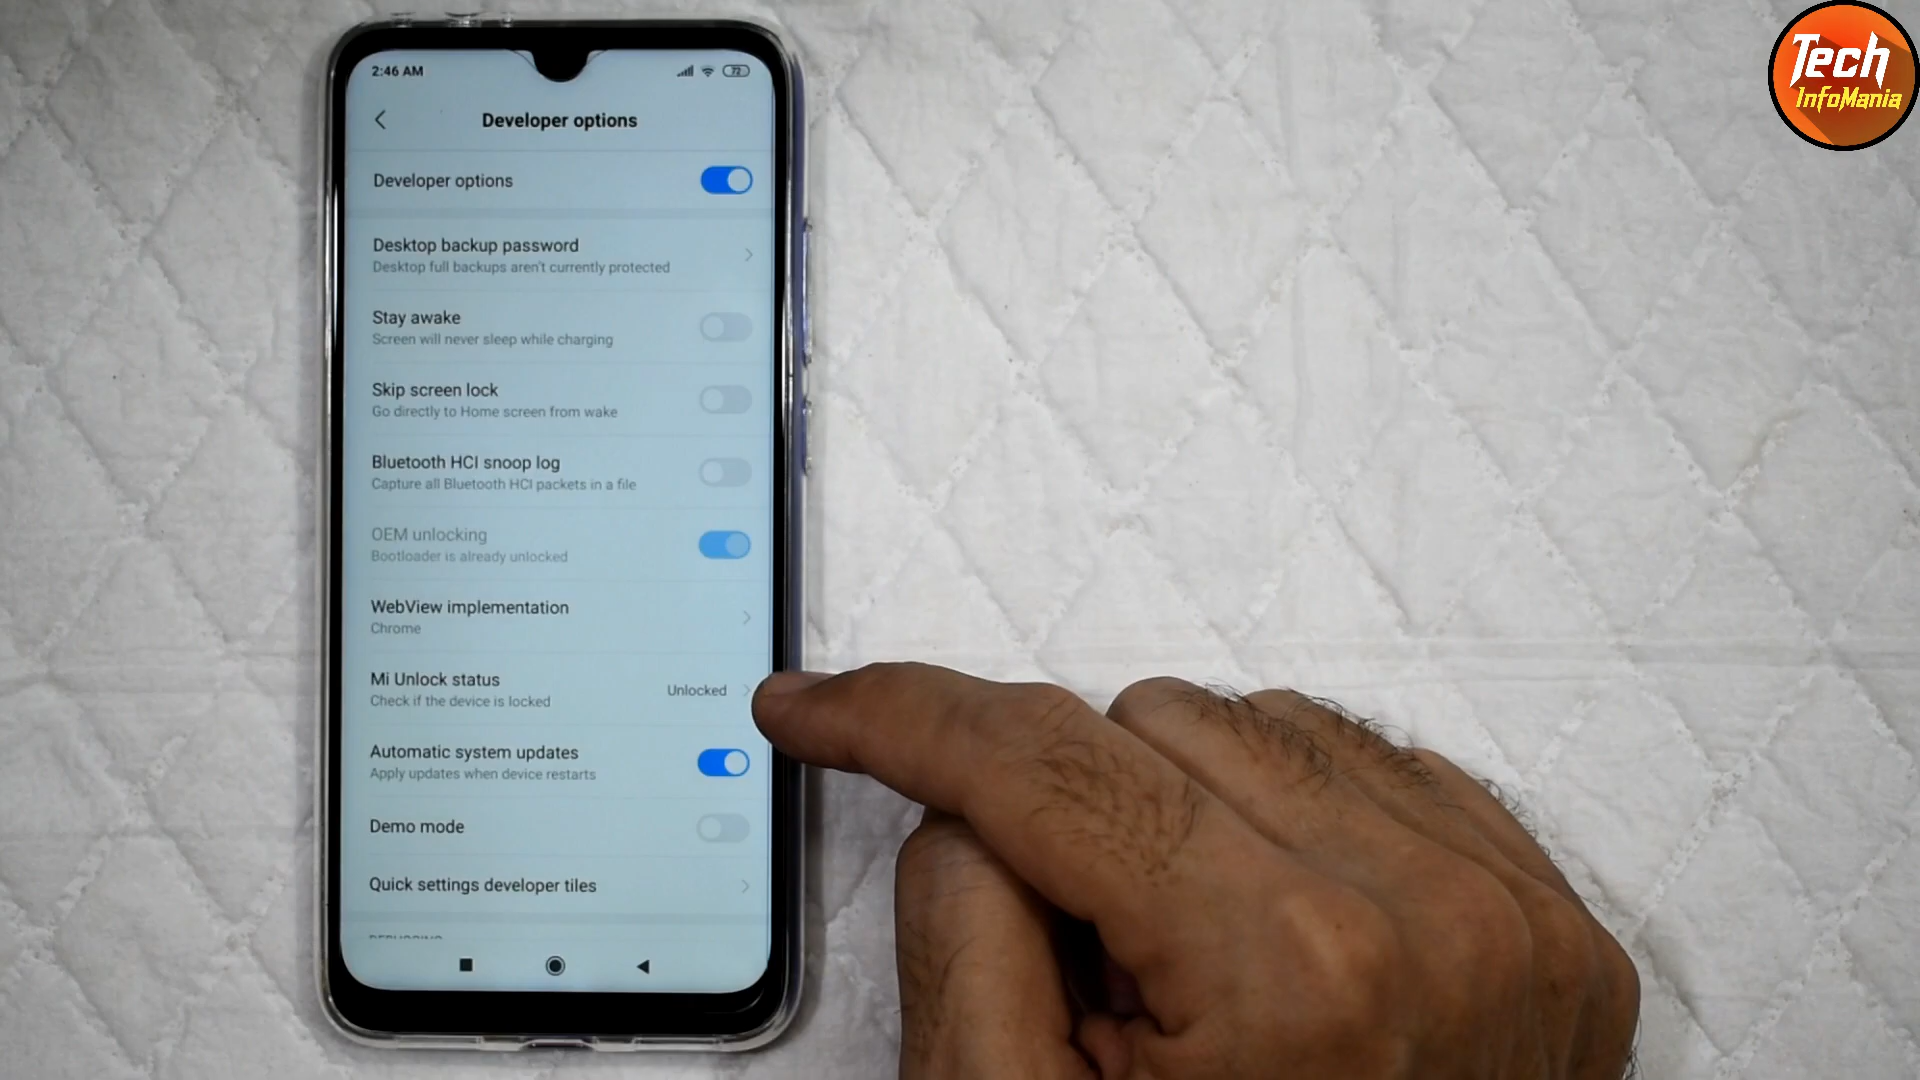 Tech
InfoMania
2:46 AM
72
Developer options
Developer options
Desktop backup password
Desktop full backups aren't currently protected
Stay awake
Screen will never sleep while charging
Skip screen lock
Go directly to Home screen from wake
Bluetooth HCI snoop log
Capture all Bluetooth HCI packets in a file
OEM unlocking
Bootloader is already unlocked
WebView implementation
Chrome
Mi Unlock status
Check if the device is locked
Unlocked
Automatic system updates
Apply updates when device restarts
Demo mode
Quick settings developer tiles